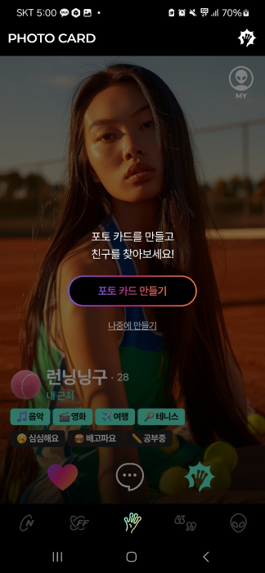 SKT 5:00
70%
PHOTO CARD
MY
포토 카드를 만들고
친구를 찾아보세요!
포토 카드 만들기
나중에 만들기
런닝닝구 · 28
내 근처
음악 영화 여행 테니스
심심해요 배고파요 공부중